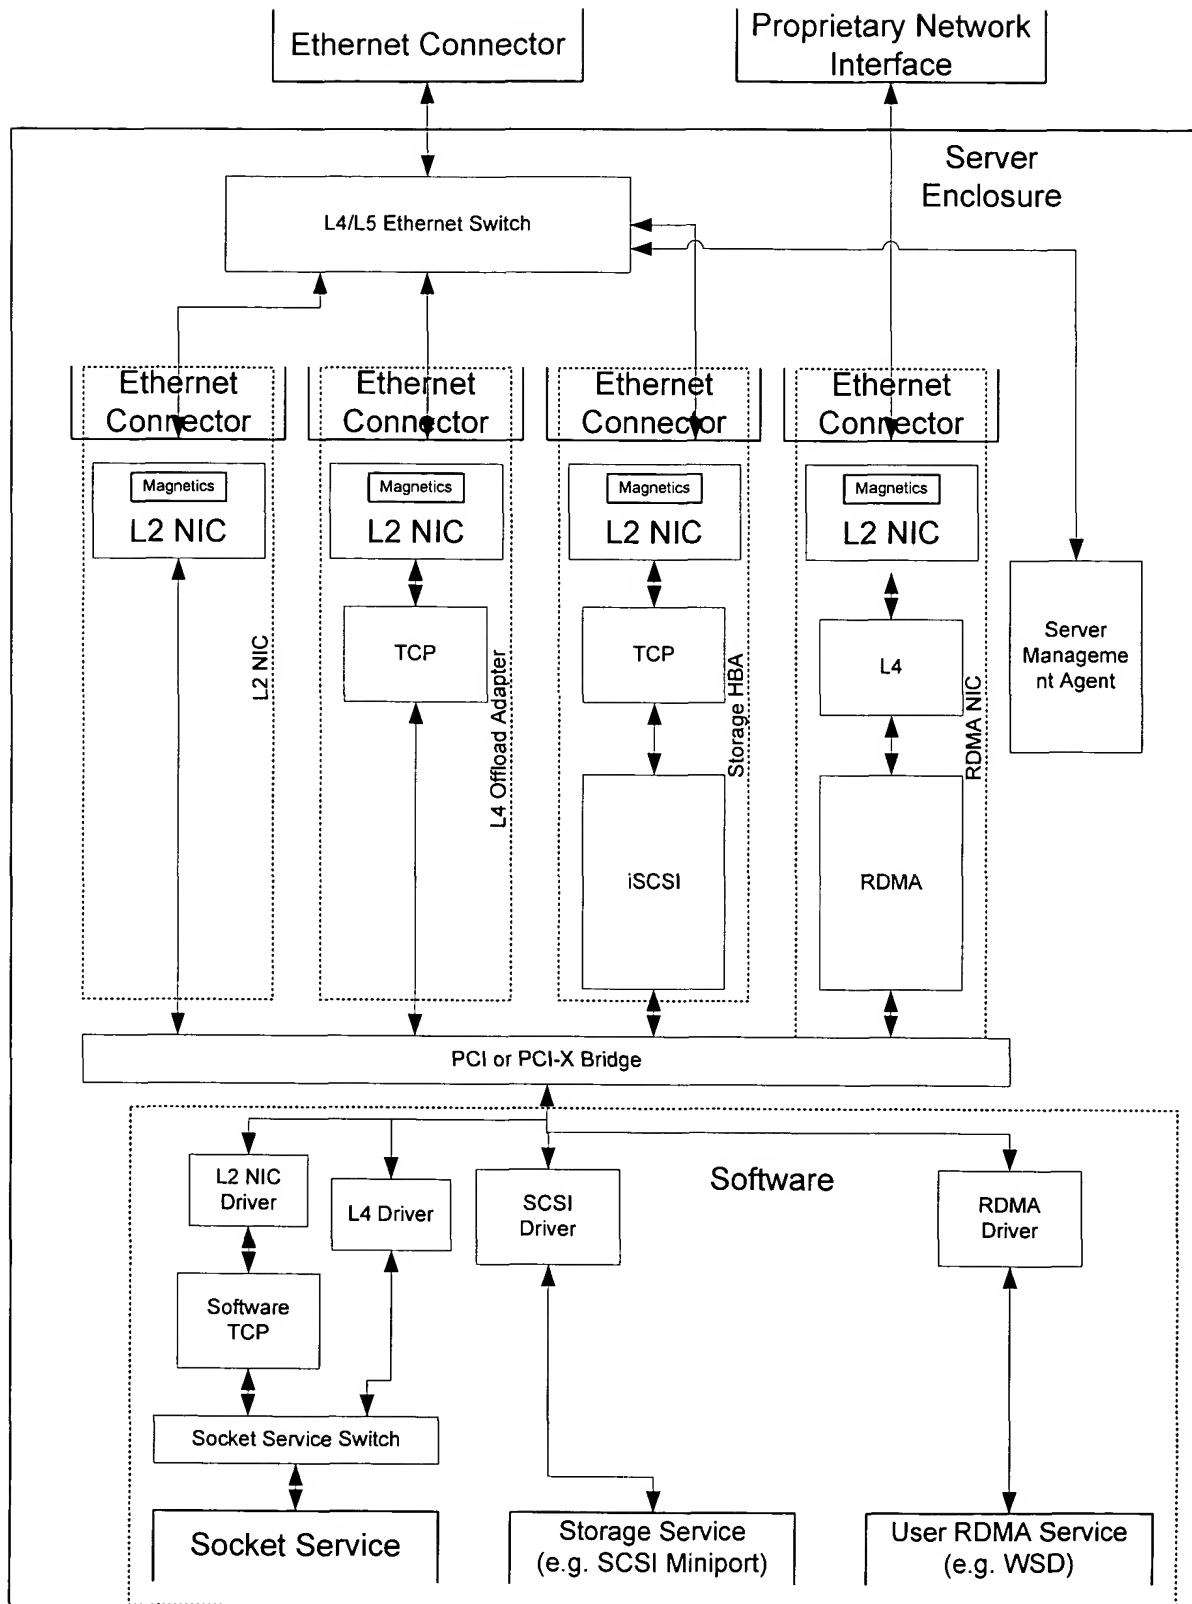 Ethernet Connector
Proprietary Network
Interface
Server
Enclosure
L4/L5 Ethernet Switch
Ethernet
Connector
Ethernet
Connector
Ethernet
Connector
Ethernet
Connector
Magnetics
L2 NIC
Magnetics
L2 NIC
Magnetics
L2 NIC
Magnetics
L2 NIC
L2 NIC
TCP
L4 Offload Adapter
TCP
Storage HBA
L4
RDMA NIC
Server
Manageme
nt Agent
iSCSI
RDMA
PCI or PCI-X Bridge
Software
L2 NIC
Driver
L4 Driver
SCSI
Driver
RDMA
Driver
Software
TCP
Socket Service Switch
Socket Service
Storage Service
(e.g. SCSI Miniport)
User RDMA Service
(e.g. WSD)